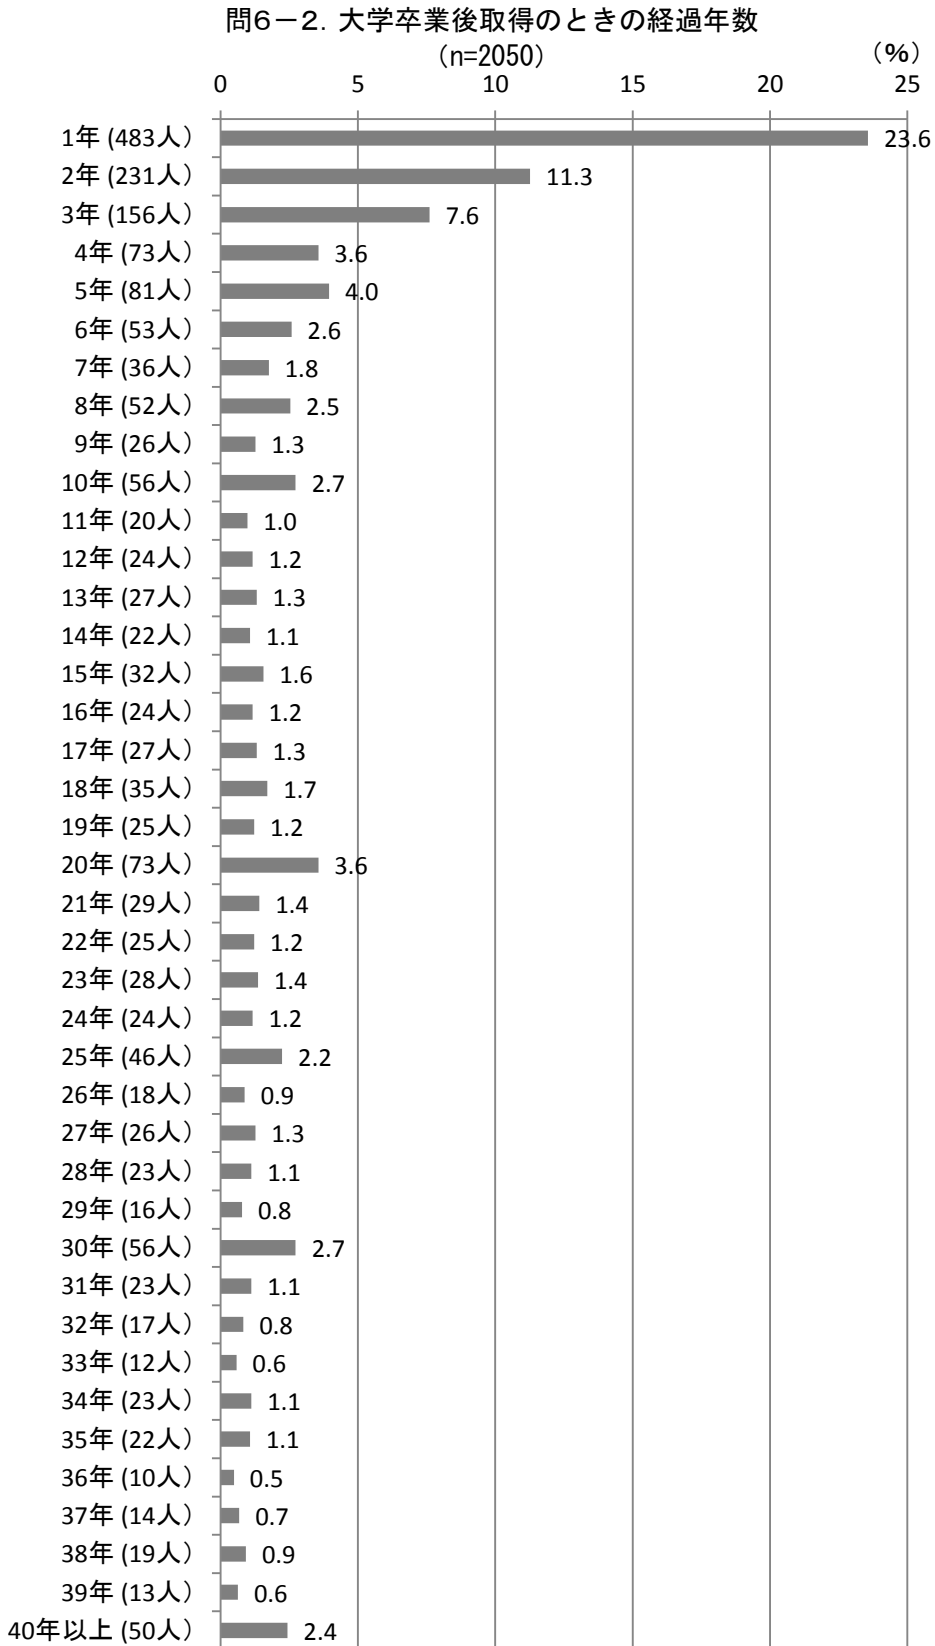 問6－2. 大学卒業後取得のときの経過年数
（n=2050）
（%）
0 5 10 15 20 25
1年 (483人） 23.6
2年 (231人） 11.3
3年 (156人） 7.6
4年 (73人） 3.6
5年 (81人） 4.0
6年 (53人） 2.6
7年 (36人） 1.8
8年 (52人） 2.5
9年 (26人） 1.3
10年 (56人） 2.7
11年 (20人） 1.0
12年 (24人） 1.2
13年 (27人） 1.3
14年 (22人） 1.1
15年 (32人） 1.6
16年 (24人） 1.2
17年 (27人） 1.3
18年 (35人） 1.7
19年 (25人） 1.2
20年 (73人） 3.6
21年 (29人） 1.4
22年 (25人） 1.2
23年 (28人） 1.4
24年 (24人） 1.2
25年 (46人） 2.2
26年 (18人） 0.9
27年 (26人） 1.3
28年 (23人） 1.1
29年 (16人） 0.8
30年 (56人） 2.7
31年 (23人） 1.1
32年 (17人） 0.8
33年 (12人） 0.6
34年 (23人） 1.1
35年 (22人） 1.1
36年 (10人） 0.5
37年 (14人） 0.7
38年 (19人） 0.9
39年 (13人） 0.6
40年以上 (50人） 2.4